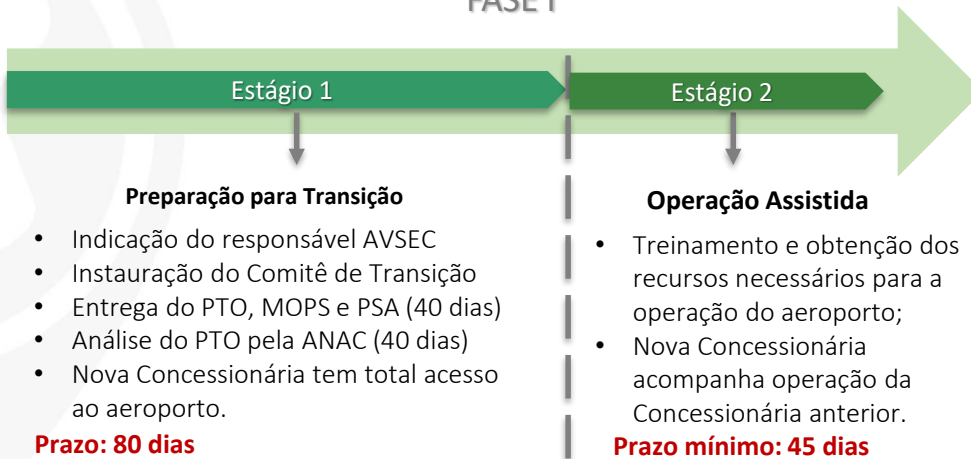 FASE I
Estágio 1
Estágio 2
Preparação para Transição
• Indicação do responsável AVSEC
• Instauração do Comitê de Transição
• Entrega do PTO, MOPS e PSA (40 dias)
• Análise do PTO pela ANAC (40 dias)
• Nova Concessionária tem total acesso
ao aeroporto.
Prazo: 80 dias
Operação Assistida
• Treinamento e obtenção dos
recursos necessários para a
operação do aeroporto;
• Nova Concessionária
acompanha operação da
Concessionária anterior.
Prazo mínimo: 45 dias